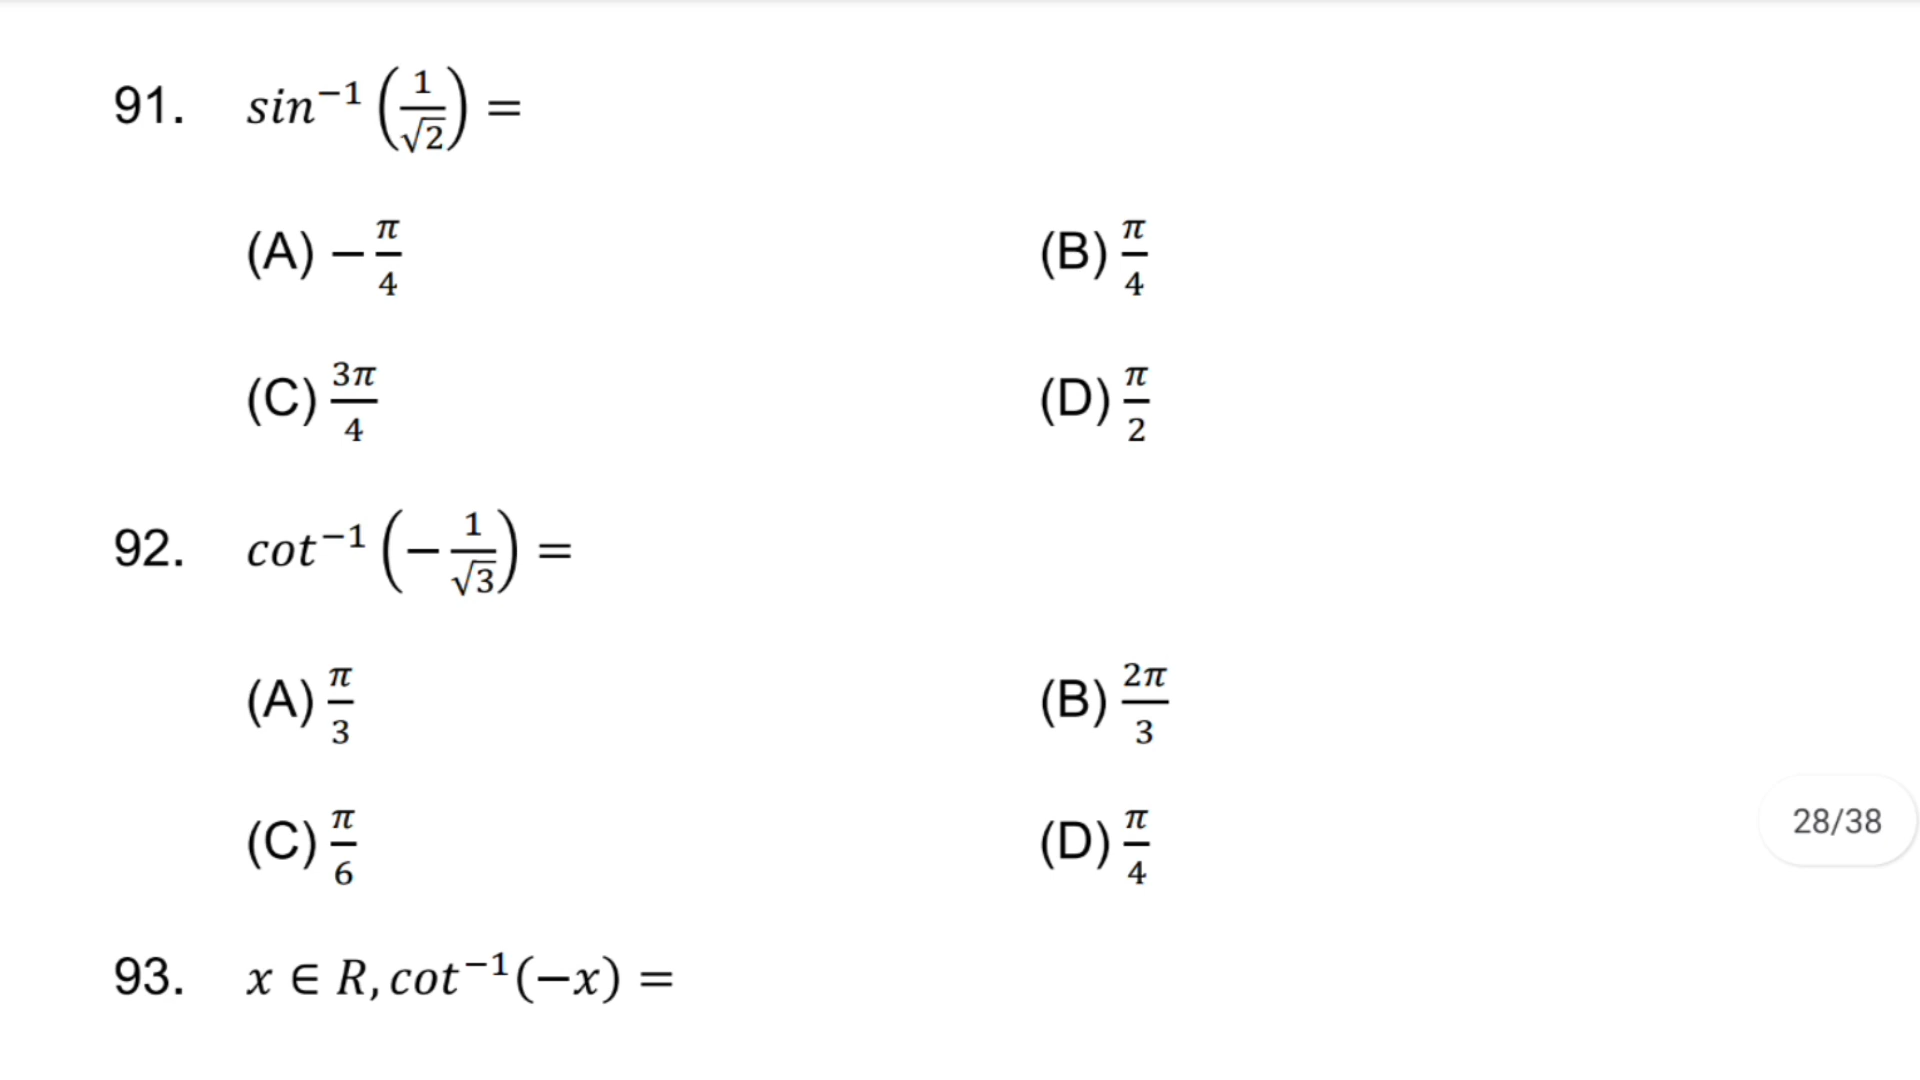 91. sin⁻¹(1/√2) =
(A) −π/4 (B) π/4
(C) 3π/4 (D) π/2
92. cot⁻¹(−1/√3) =
(A) π/3 (B) 2π/3
(C) π/6 (D) π/4
28/38
93. x ∈ R, cot⁻¹(−x) =